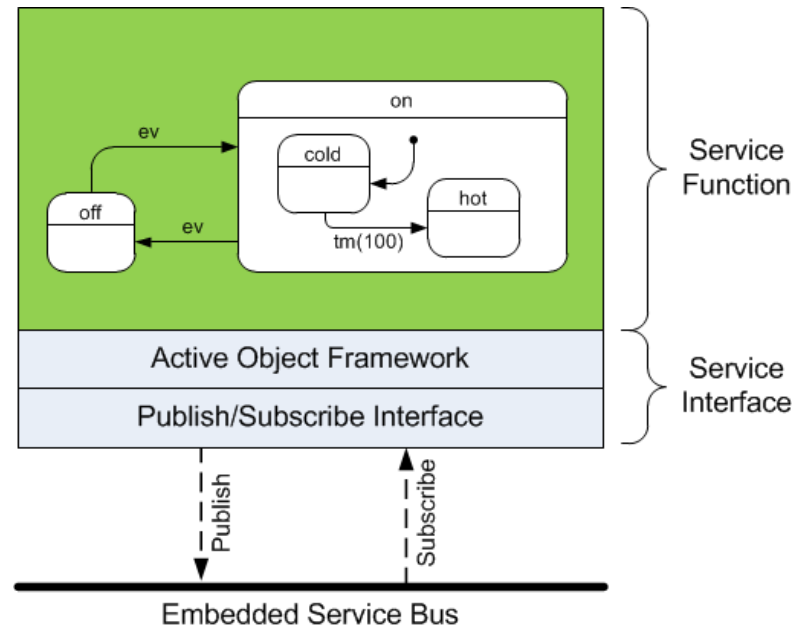 on
ev
cold
hot
off
ev
tm(100)
Service
Function
Active Object Framework
Publish/Subscribe Interface
Service
Interface
Publish
Subscribe
Embedded Service Bus